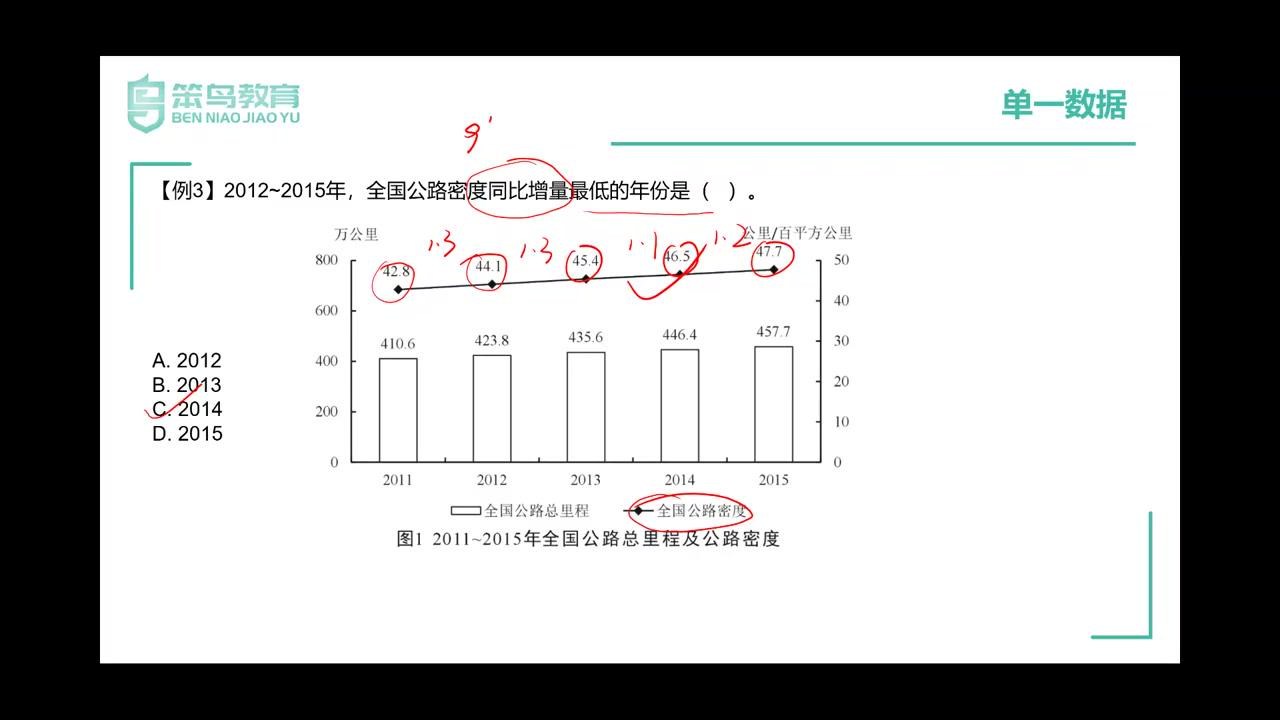 笨鸟教育
BEN NIAO JIAO YU
单一数据
【例3】2012~2015年，全国公路密度同比增量最低的年份是（ ）。
万公里
公里/百平方公里
1.3 1.3 1.1 1.2
42.8 44.1 45.4 46.5 47.7
800 50
600 40
400 30
200 20
10
0 0
410.6 423.8 435.6 446.4 457.7
2011 2012 2013 2014 2015
A. 2012
B. 2013
C. 2014
D. 2015
全国公路总里程 全国公路密度
图1 2011~2015年全国公路总里程及公路密度